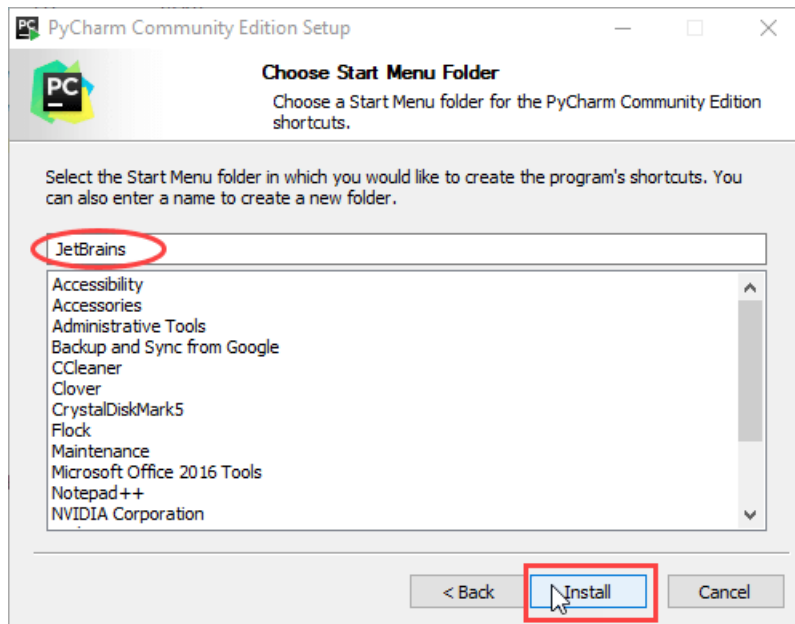 PyCharm Community Edition Setup
PC
Choose Start Menu Folder
Choose a Start Menu folder for the PyCharm Community Edition
shortcuts.
Select the Start Menu folder in which you would like to create the program's shortcuts. You
can also enter a name to create a new folder.
JetBrains
Accessibility
Accessories
Administrative Tools
Backup and Sync from Google
CCleaner
Clover
CrystalDiskMark5
Flock
Maintenance
Microsoft Office 2016 Tools
Notepad++
NVIDIA Corporation
< Back Install Cancel